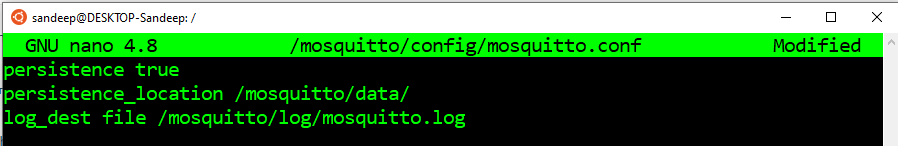 sandeep@DESKTOP-Sandeep: /
GNU nano 4.8 /mosquitto/config/mosquitto.conf Modified
persistence true
persistence_location /mosquitto/data/
log_dest file /mosquitto/log/mosquitto.log